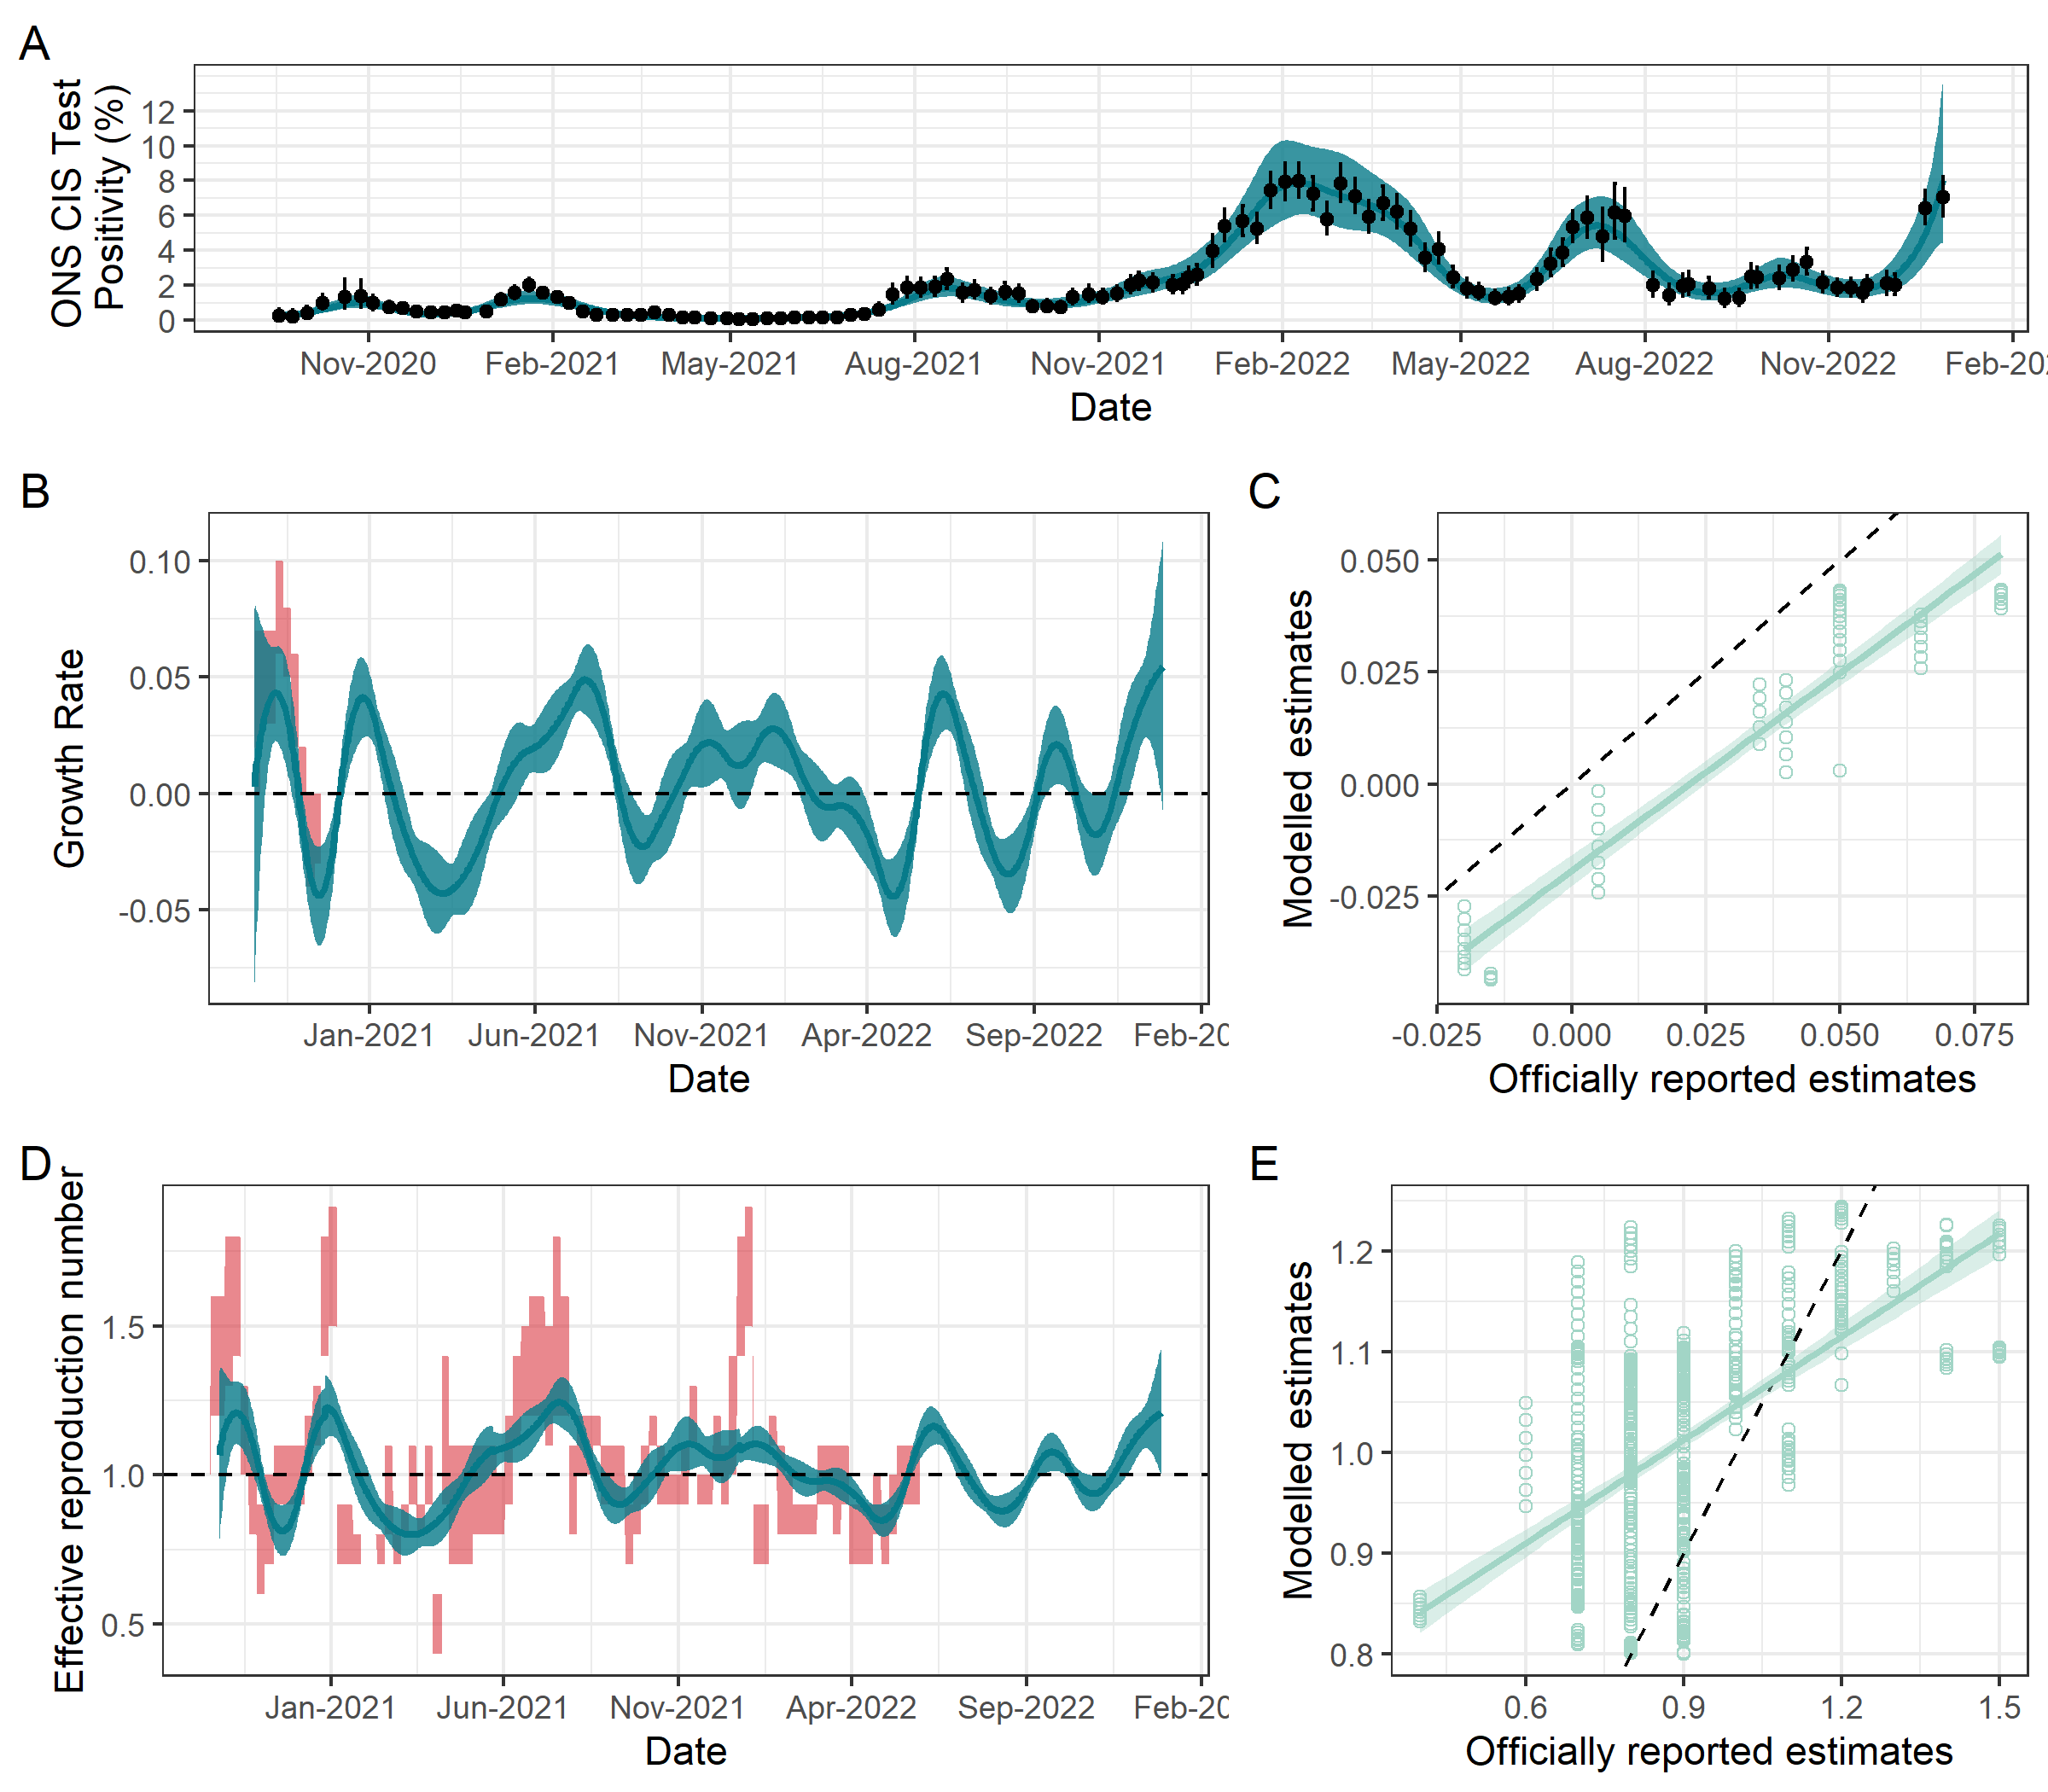 A
ONS CIS Test
Positivity (%)
12
10
8
6
4
2
0
Nov-2020 Feb-2021 May-2021 Aug-2021 Nov-2021 Feb-2022 May-2022 Aug-2022 Nov-2022 Feb-202
Date
B
Growth Rate
0.10
0.05
0.00
-0.05
Jan-2021 Jun-2021 Nov-2021 Apr-2022 Sep-2022 Feb-20
Date
C
Modelled estimates
0.050
0.025
0.000
-0.025
-0.025 0.000 0.025 0.050 0.075
Officially reported estimates
D
Effective reproduction number
1.5
1.0
0.5
Jan-2021 Jun-2021 Nov-2021 Apr-2022 Sep-2022 Feb-20
Date
E
Modelled estimates
1.2
1.1
1.0
0.9
0.8
0.6 0.9 1.2 1.5
Officially reported estimates